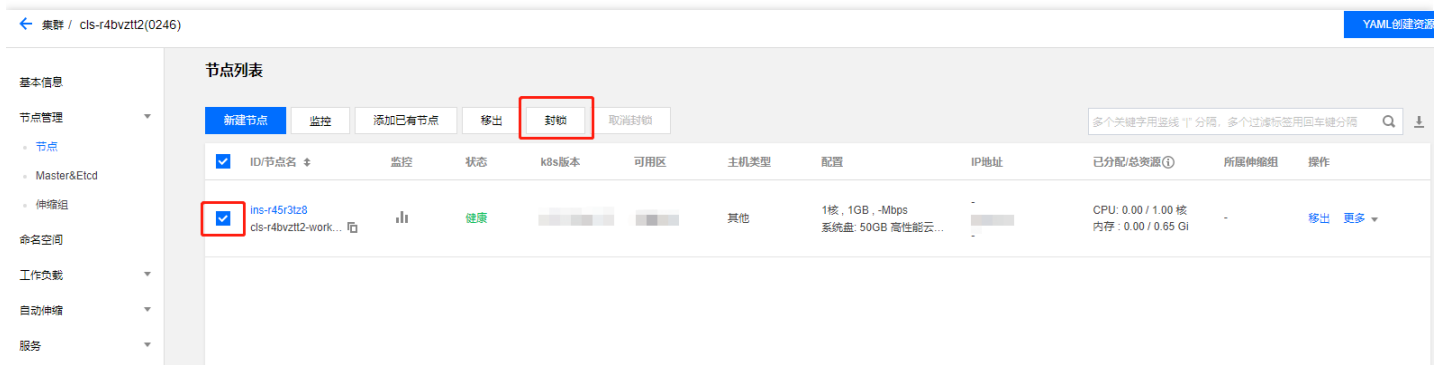 集群 / cls-r4bvztt2(0246)
YAML创建资源
基本信息
节点管理
节点
Master&Etcd
伸缩组
命名空间
工作负载
自动伸缩
服务
节点列表
新建节点 监控 添加已有节点 移出 封锁 取消封锁
多个关键字用竖线 "|" 分隔，多个过滤标签用回车键分隔
ID/节点名 监控 状态 k8s版本 可用区 主机类型 配置 IP地址 已分配/总资源 所属伸缩组 操作
ins-r45r3tz8
cls-r4bvztt2-work...
健康
其他
1核 , 1GB , -Mbps
系统盘: 50GB 高性能云...
-
-
CPU: 0.00 / 1.00 核
内存 : 0.00 / 0.65 Gi
-
移出 更多